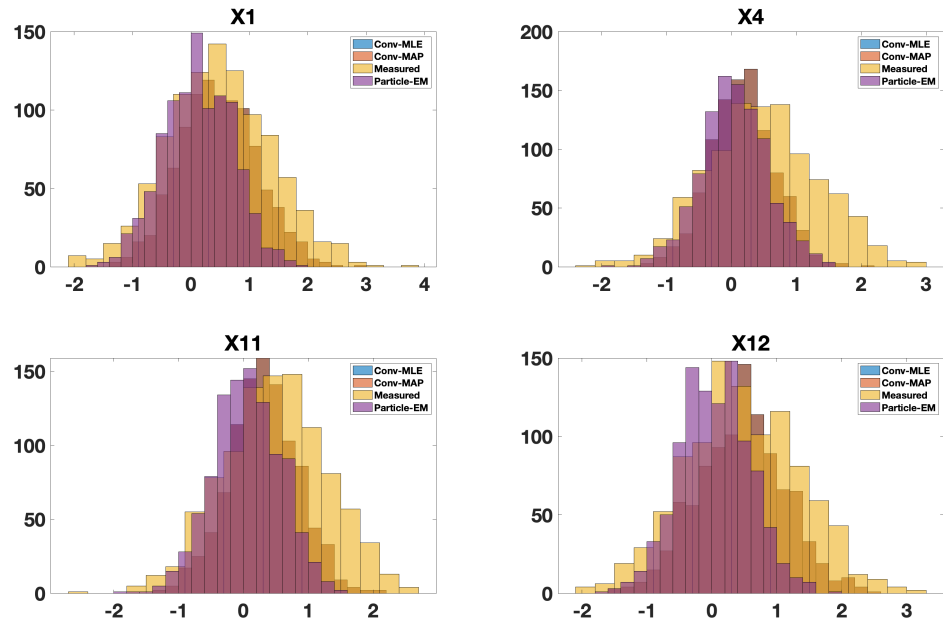 X1
150
100
50
0
-2 -1 0 1 2 3 4
Conv-MLE
Conv-MAP
Measured
Particle-EM
X4
200
150
100
50
0
-2 -1 0 1 2 3
Conv-MLE
Conv-MAP
Measured
Particle-EM
X11
150
100
50
0
-2 -1 0 1 2
Conv-MLE
Conv-MAP
Measured
Particle-EM
X12
150
100
50
0
-2 -1 0 1 2 3
Conv-MLE
Conv-MAP
Measured
Particle-EM